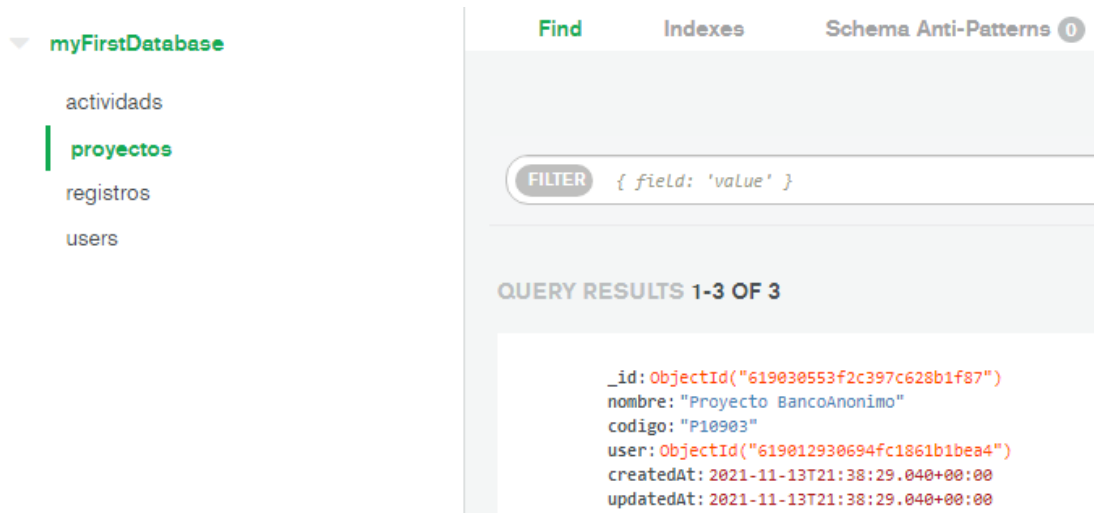 myFirstDatabase
actividads
proyectos
registros
users
Find Indexes Schema Anti-Patterns 0
FILTER { field: 'value' }
QUERY RESULTS 1-3 OF 3
_id: ObjectId("619030553f2c397c628b1f87")
nombre: "Proyecto BancoAnonimo"
codigo: "P10903"
user: ObjectId("619012930694fc1861b1bea4")
createdAt: 2021-11-13T21:38:29.040+00:00
updatedAt: 2021-11-13T21:38:29.040+00:00